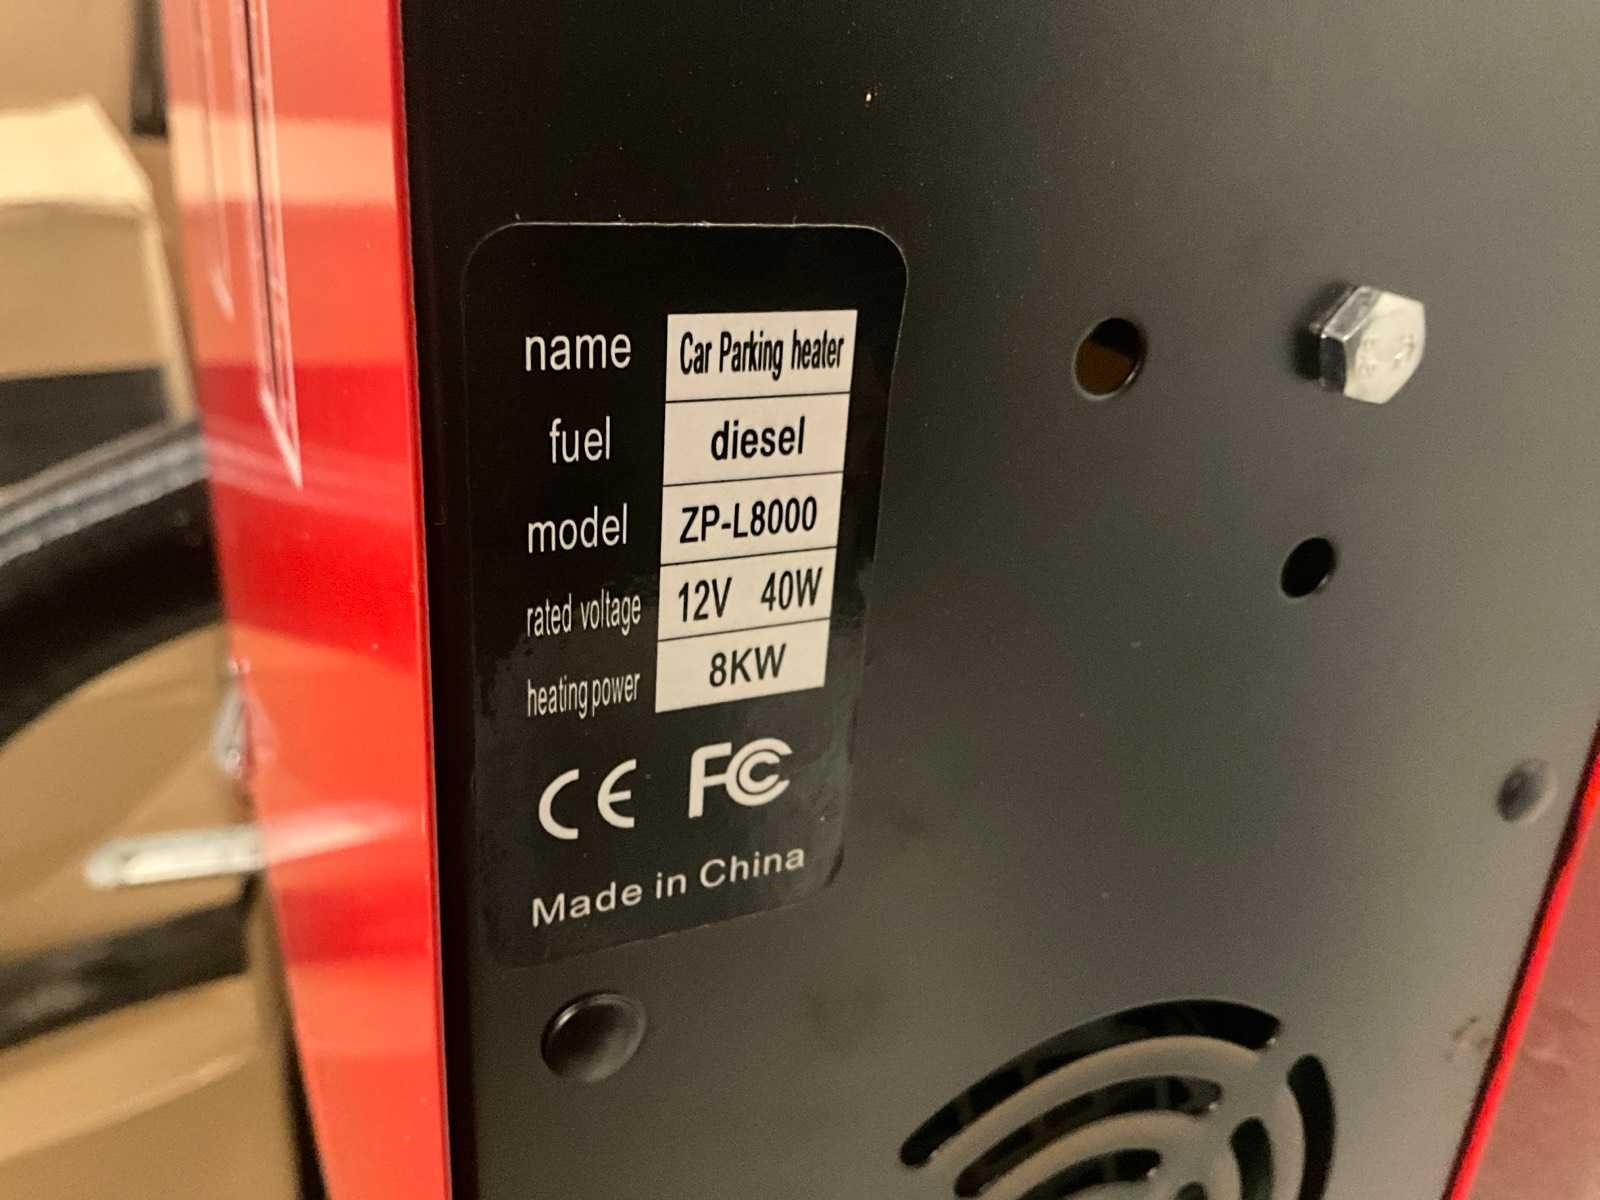 name Car Parking heater
fuel diesel
model ZP-L8000
rated voltage 12V 40W
heating power 8KW
CE FC
Made in China